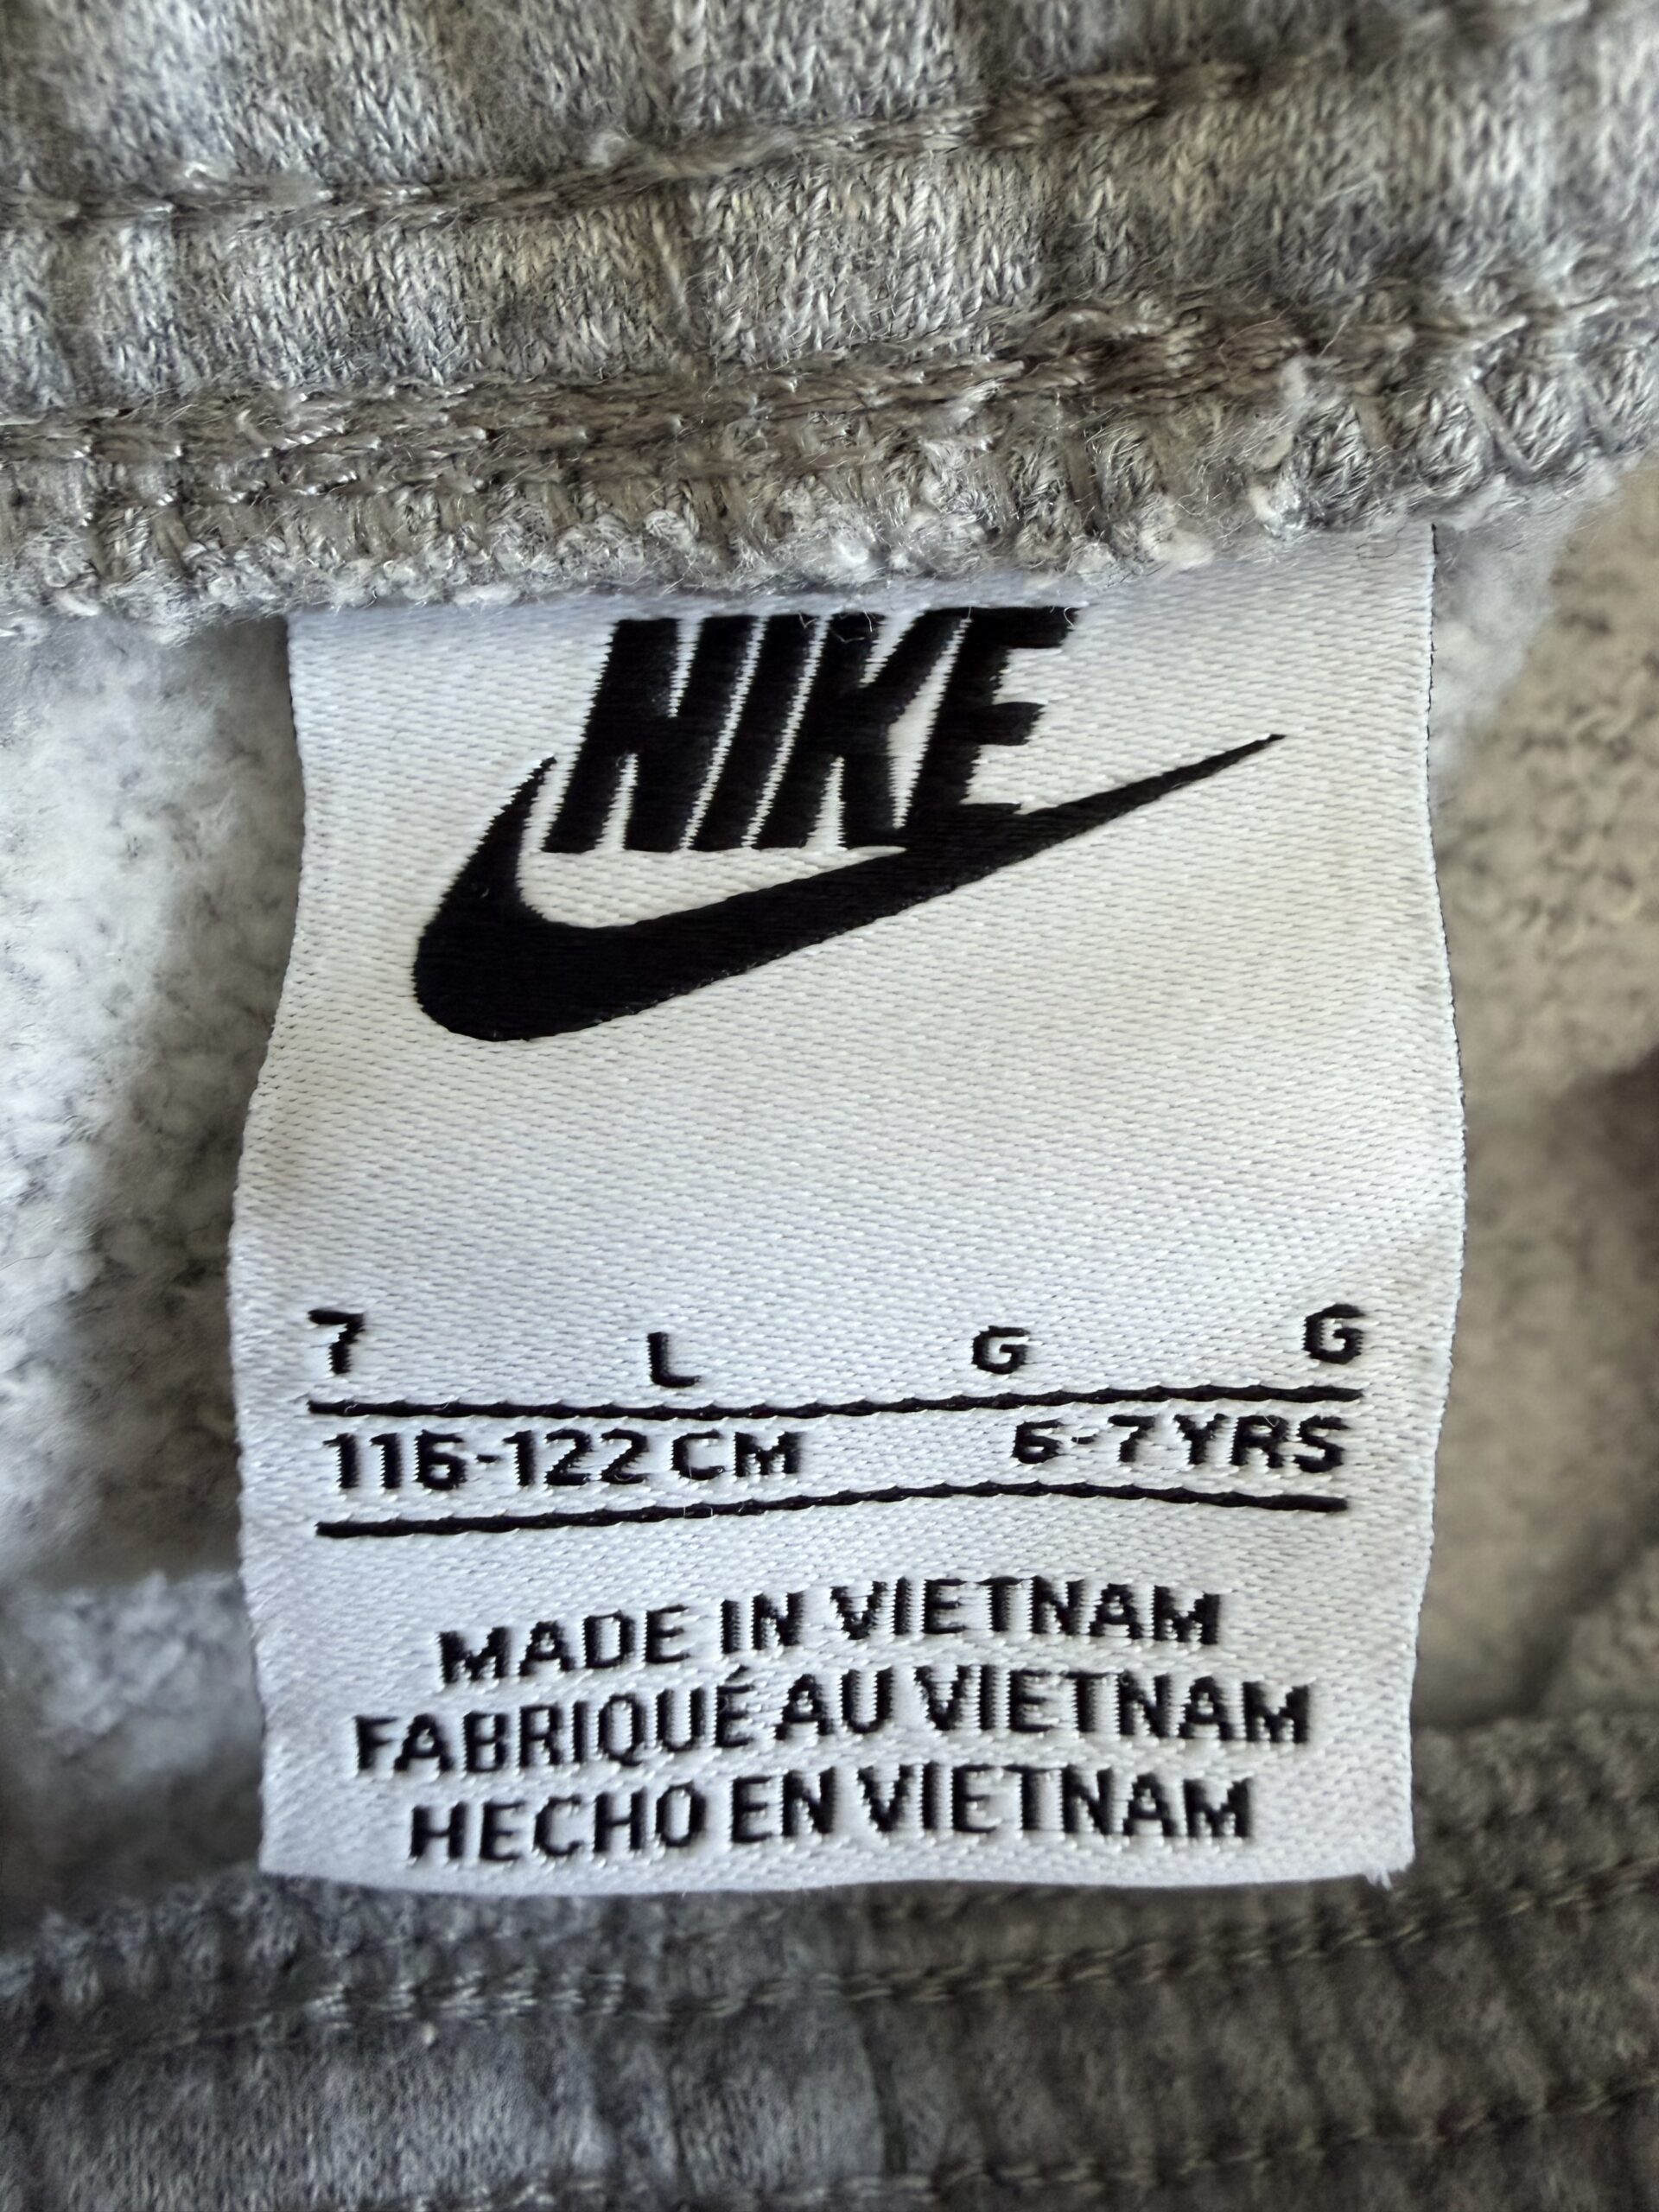 NIKE
7 L G G
116-122 CM 6-7 YRS
MADE IN VIETNAM
FABRIQUÉ AU VIETNAM
HECHO EN VIETNAM